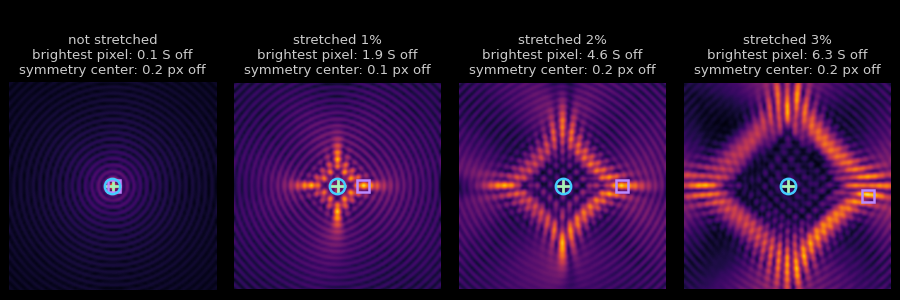 not stretched
brightest pixel: 0.1 S off
symmetry center: 0.2 px off
stretched 1%
brightest pixel: 1.9 S off
symmetry center: 0.1 px off
stretched 2%
brightest pixel: 4.6 S off
symmetry center: 0.2 px off
stretched 3%
brightest pixel: 6.3 S off
symmetry center: 0.2 px off